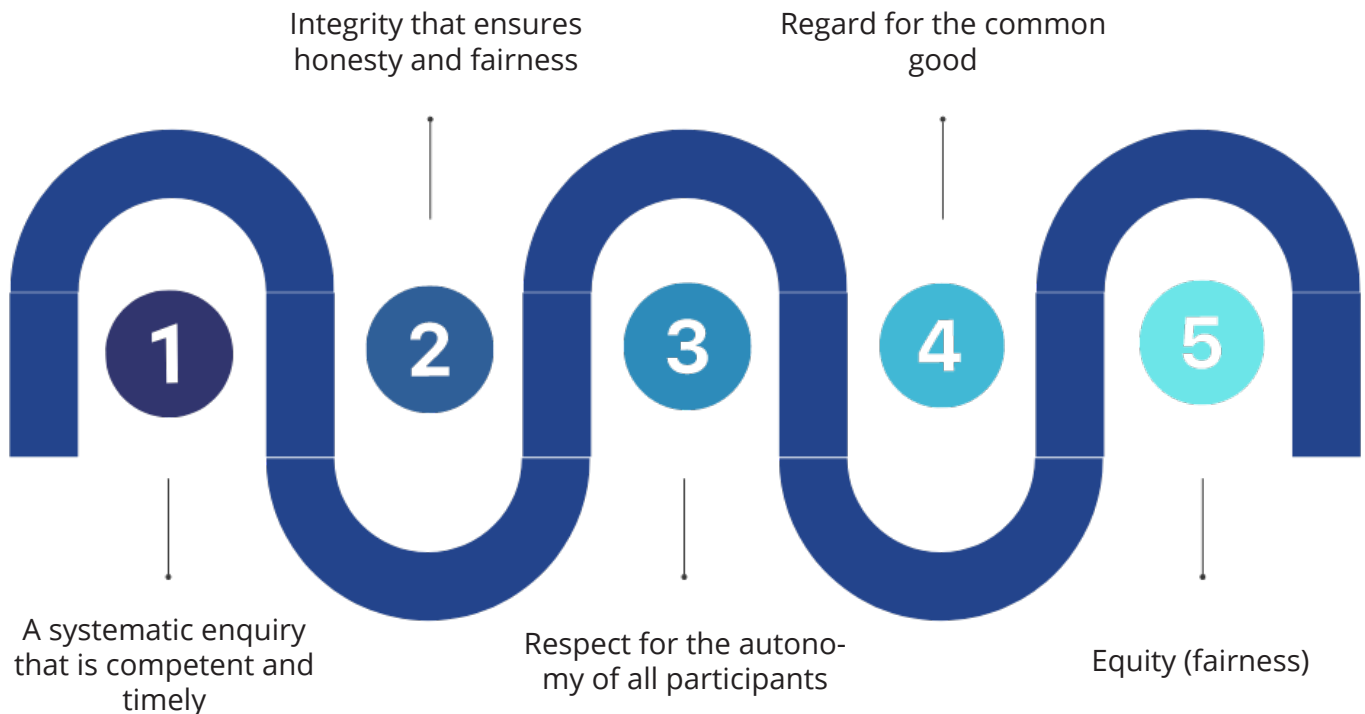 Integrity that ensures
honesty and fairness
Regard for the common
good
1
2
3
4
5
A systematic enquiry
that is competent and
timely
Respect for the autono-
my of all participants
Equity (fairness)